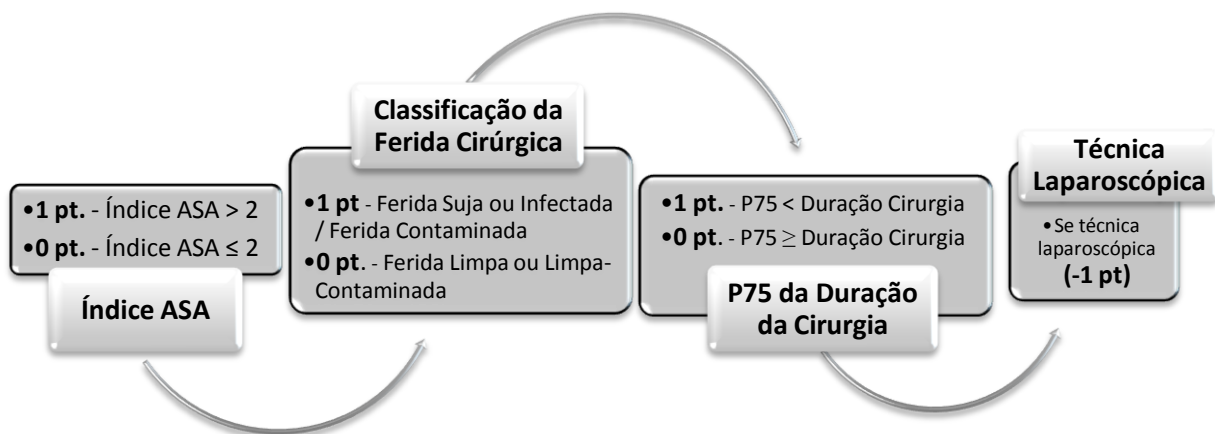 •1 pt. - Índice ASA > 2
•0 pt. - Índice ASA ≤ 2
Índice ASA
Classificação da
Ferida Cirúrgica
•1 pt - Ferida Suja ou Infectada
/ Ferida Contaminada
•0 pt. - Ferida Limpa ou Limpa-
Contaminada
•1 pt. - P75 < Duração Cirurgia
•0 pt. - P75 ≥ Duração Cirurgia
P75 da Duração
da Cirurgia
Técnica
Laparoscópica
•Se técnica
laparoscópica
(-1 pt)